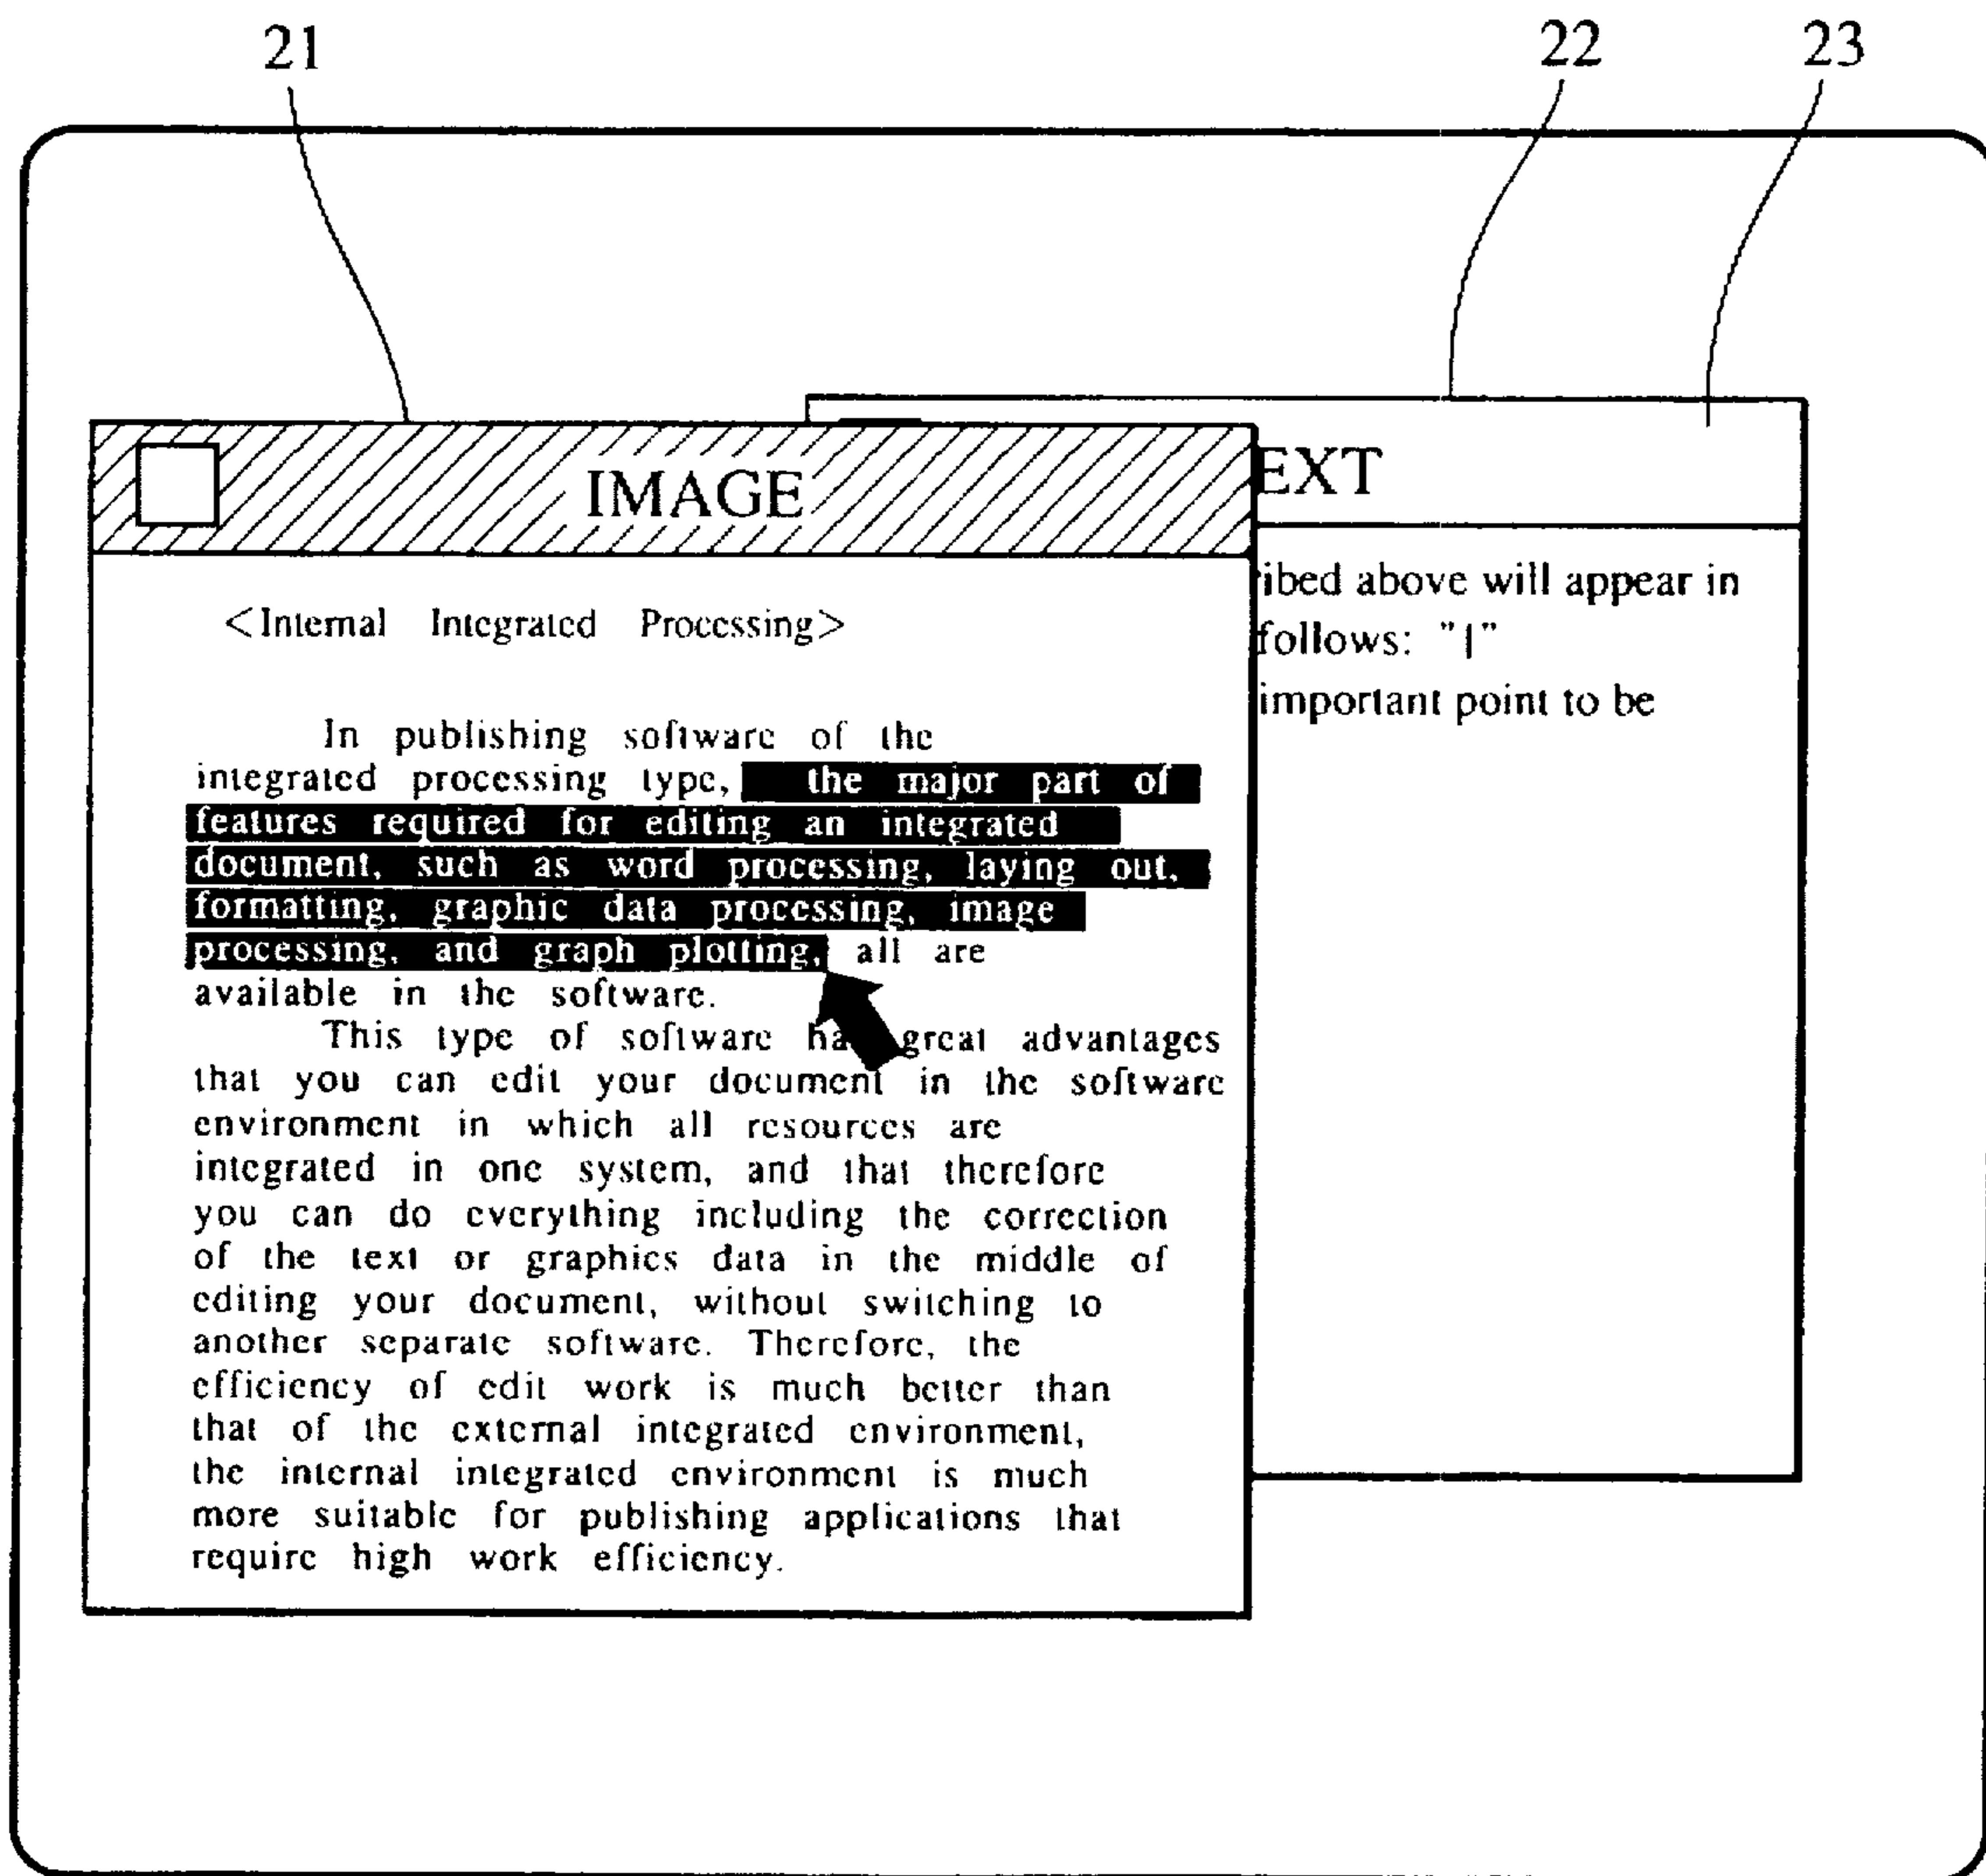 21
22
23
IMAGE
EXT
<Internal Integrated Processing>
In publishing software of the
integrated processing type, the major part of
features required for editing an integrated
document, such as word processing, laying out,
formatting, graphic data processing, image
processing, and graph plotting, all are
available in the software.
This type of software ha great advantages
that you can edit your document in the software
environment in which all resources are
integrated in one system, and that therefore
you can do everything including the correction
of the text or graphics data in the middle of
editing your document, without switching to
another separate software. Therefore, the
efficiency of edit work is much better than
that of the external integrated environment,
the internal integrated environment is much
more suitable for publishing applications that
require high work efficiency.
ibed above will appear in
follows: "|"
important point to be